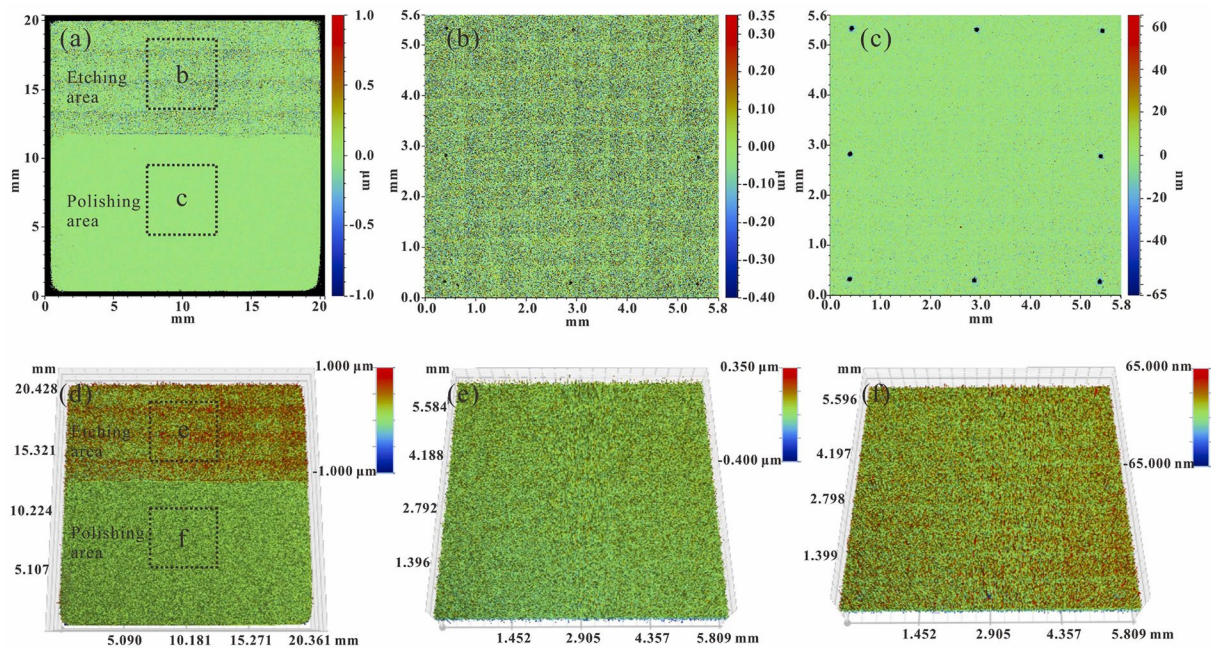 (a)
20
15
10
5
0
mm
Etching
area
b
Polishing
area
c
0
5
10
15
20
mm
1.0
0.5
0.0
-0.5
-1.0
μm
(b)
5.6
5.0
4.0
3.0
2.0
1.0
0.0
mm
0.0
1.0
2.0
3.0
4.0
5.8
mm
0.35
0.20
0.10
0.00
-0.10
-0.20
-0.30
-0.40
μm
(c)
5.6
5.0
4.0
3.0
2.0
1.0
0.0
mm
0.0
1.0
2.0
3.0
4.0
5.8
mm
60
40
20
0
-20
-40
-65
nm
(d)
mm
20.428
15.321
10.224
5.107
Etching
area
e
Polishing
area
f
5.090
10.181
15.271
20.361 mm
1.000 μm
-1.000 μm
(e)
mm
5.584
4.188
2.792
1.396
1.452
2.905
4.357
5.809 mm
0.350 μm
-0.400 μm
(f)
mm
5.596
4.197
2.798
1.399
1.452
2.905
4.357
5.809 mm
65.000 nm
-65.000 nm